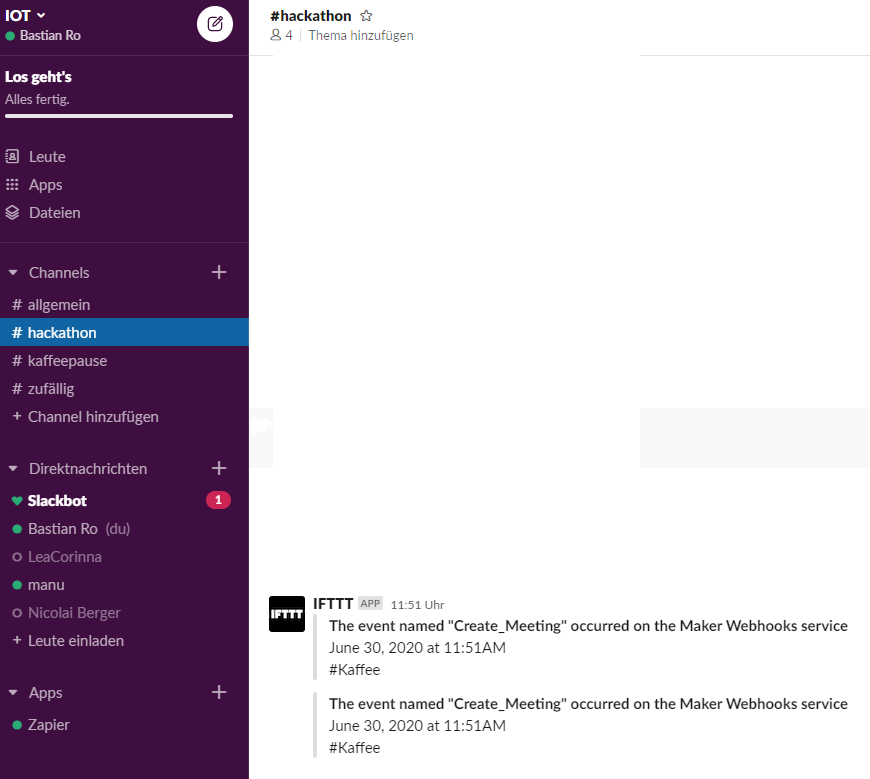 IOT
Bastian Ro
Los geht's
Alles fertig.
Leute
Apps
Dateien
Channels
# allgemein
# hackathon
# kaffeepause
# zufällig
+ Channel hinzufügen
Direktnachrichten
Slackbot 1
Bastian Ro (du)
LeaCorinna
manu
Nicolai Berger
+ Leute einladen
Apps
Zapier
#hackathon
4 | Thema hinzufügen
IFTTT
IFTTT APP 11:51 Uhr
The event named "Create_Meeting" occurred on the Maker Webhooks service
June 30, 2020 at 11:51AM
#Kaffee
The event named "Create_Meeting" occurred on the Maker Webhooks service
June 30, 2020 at 11:51AM
#Kaffee